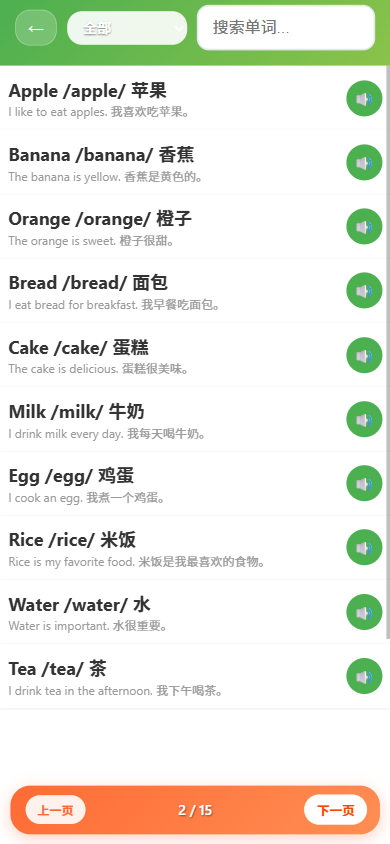 ← 全部 搜索单词...
Apple /apple/ 苹果
I like to eat apples. 我喜欢吃苹果。
Banana /banana/ 香蕉
The banana is yellow. 香蕉是黄色的。
Orange /orange/ 橙子
The orange is sweet. 橙子很甜。
Bread /bread/ 面包
I eat bread for breakfast. 我早餐吃面包。
Cake /cake/ 蛋糕
The cake is delicious. 蛋糕很美味。
Milk /milk/ 牛奶
I drink milk every day. 我每天喝牛奶。
Egg /egg/ 鸡蛋
I cook an egg. 我煮一个鸡蛋。
Rice /rice/ 米饭
Rice is my favorite food. 米饭是我最喜欢的食物。
Water /water/ 水
Water is important. 水很重要。
Tea /tea/ 茶
I drink tea in the afternoon. 我下午喝茶。
上一页 2 / 15 下一页